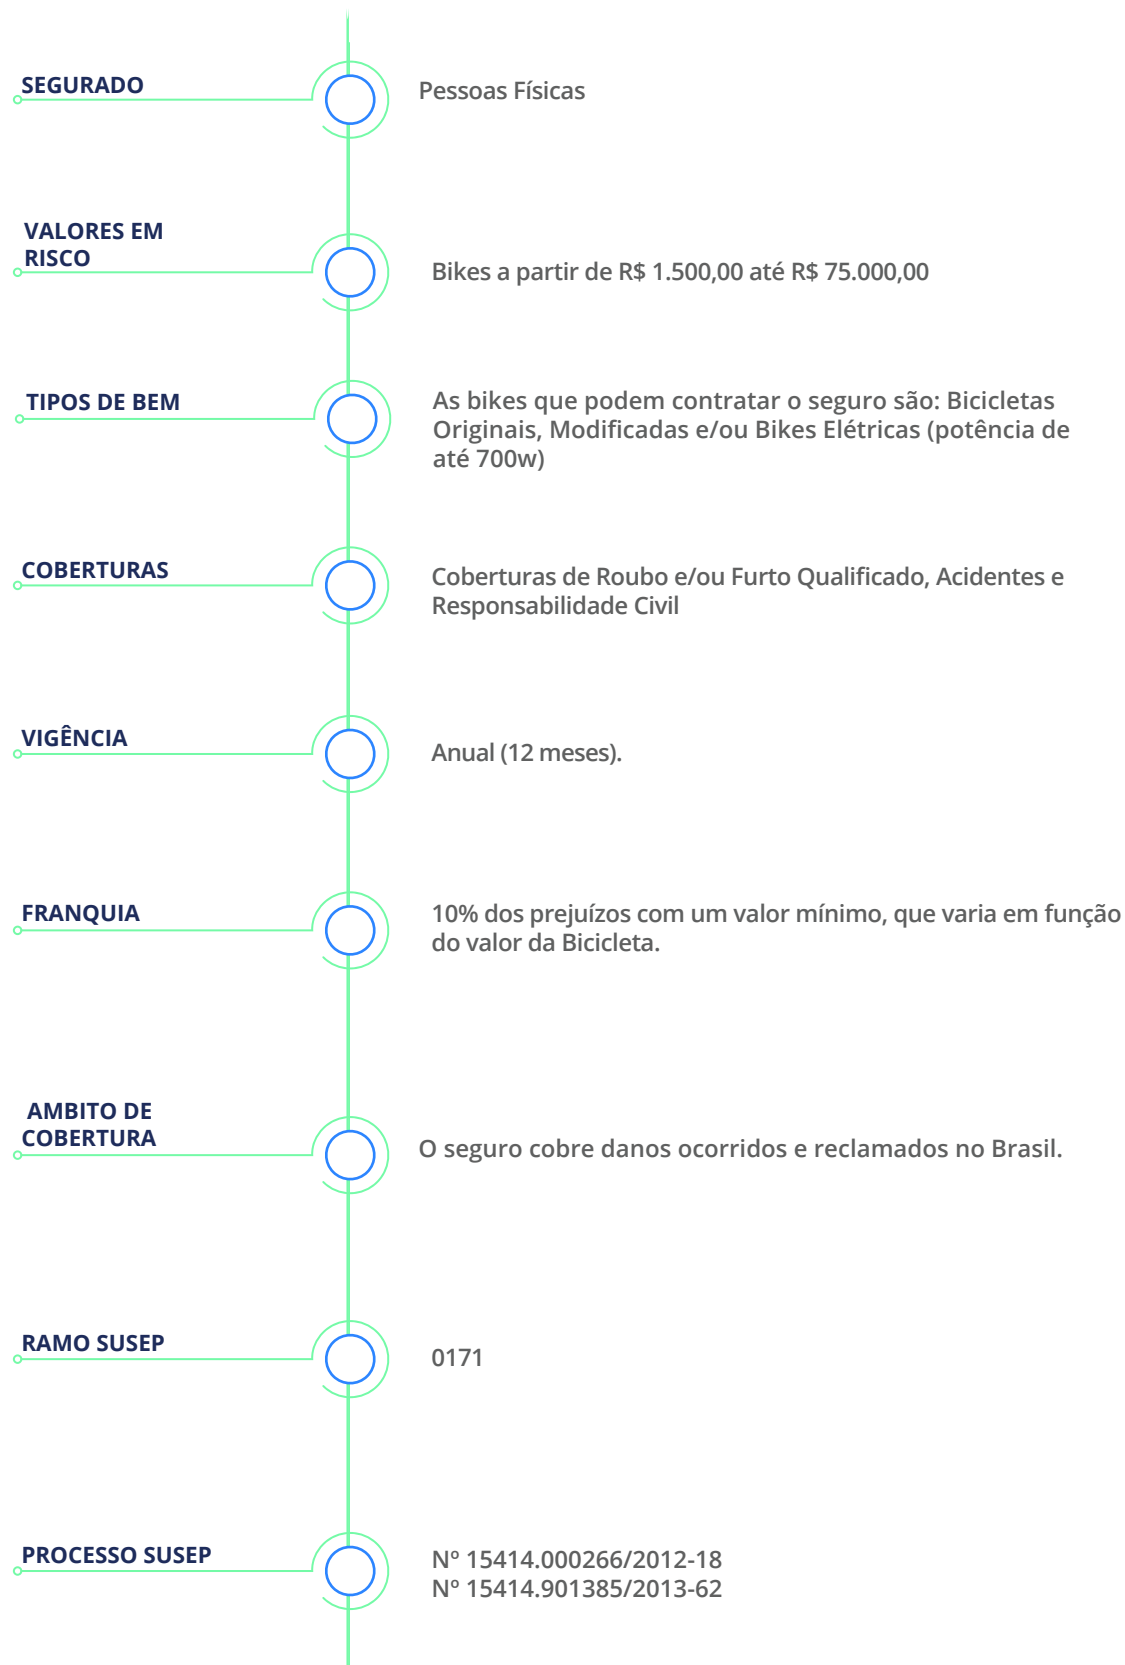 SEGURADO
Pessoas Físicas
VALORES EM
RISCO
Bikes a partir de R$ 1.500,00 até R$ 75.000,00
TIPOS DE BEM
As bikes que podem contratar o seguro são: Bicicletas
Originais, Modificadas e/ou Bikes Elétricas (potência de
até 700w)
COBERTURAS
Coberturas de Roubo e/ou Furto Qualificado, Acidentes e
Responsabilidade Civil
VIGÊNCIA
Anual (12 meses).
FRANQUIA
10% dos prejuízos com um valor mínimo, que varia em função
do valor da Bicicleta.
AMBITO DE
COBERTURA
O seguro cobre danos ocorridos e reclamados no Brasil.
RAMO SUSEP
0171
PROCESSO SUSEP
Nº 15414.000266/2012-18
Nº 15414.901385/2013-62